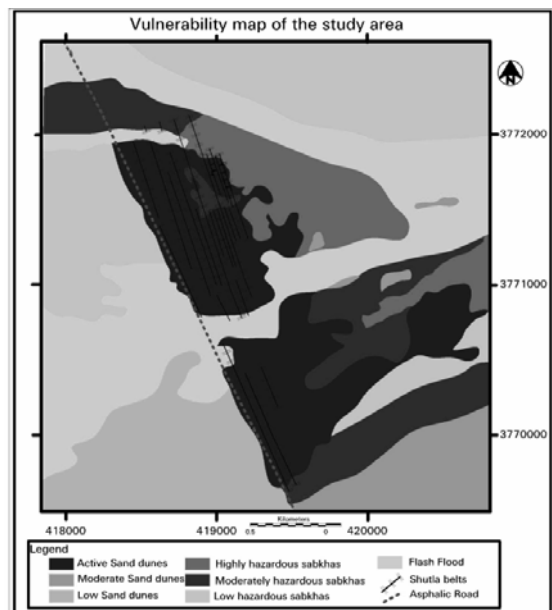 Vulnerability map of the study area
N
3772000
3771000
3770000
Kilometers
0.5 0
418000 419000 420000
Legend
Active Sand dunes
Highly hazardous sabkhas
Flash Flood
Moderate Sand dunes
Moderately hazardous sabkhas
Shutla belts
Low Sand dunes
Low hazardous sabkhas
Asphalic Road